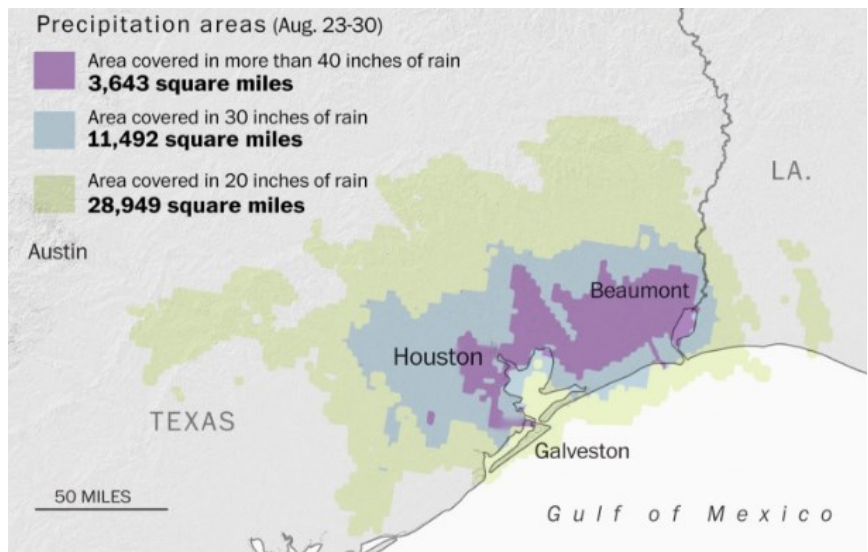 Precipitation areas (Aug. 23-30)
Area covered in more than 40 inches of rain
3,643 square miles
Area covered in 30 inches of rain
11,492 square miles
Area covered in 20 inches of rain
28,949 square miles
LA.
Austin
Beaumont
Houston
TEXAS
Galveston
50 MILES
Gulf of Mexico